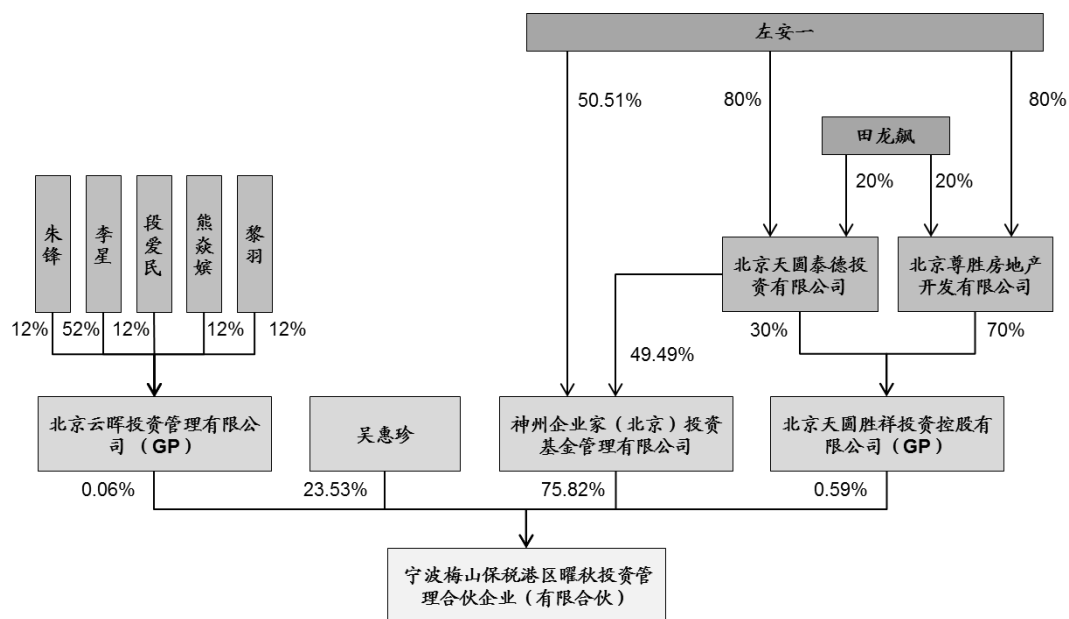 左安一
50.51%
80%
80%
田龙飙
20%
20%
朱锋
李星
段爱民
熊焱嫔
黎羽
北京天圆泰德投
资有限公司
北京尊胜房地产
开发有限公司
12%
52%
12%
12%
12%
49.49%
30%
70%
北京云晖投资管理有限公
司（GP）
吴惠珍
神州企业家（北京）投资
基金管理有限公司
北京天圆胜祥投资控股有
限公司（GP）
0.06%
23.53%
75.82%
0.59%
宁波梅山保税港区曜秋投资管
理合伙企业（有限合伙）